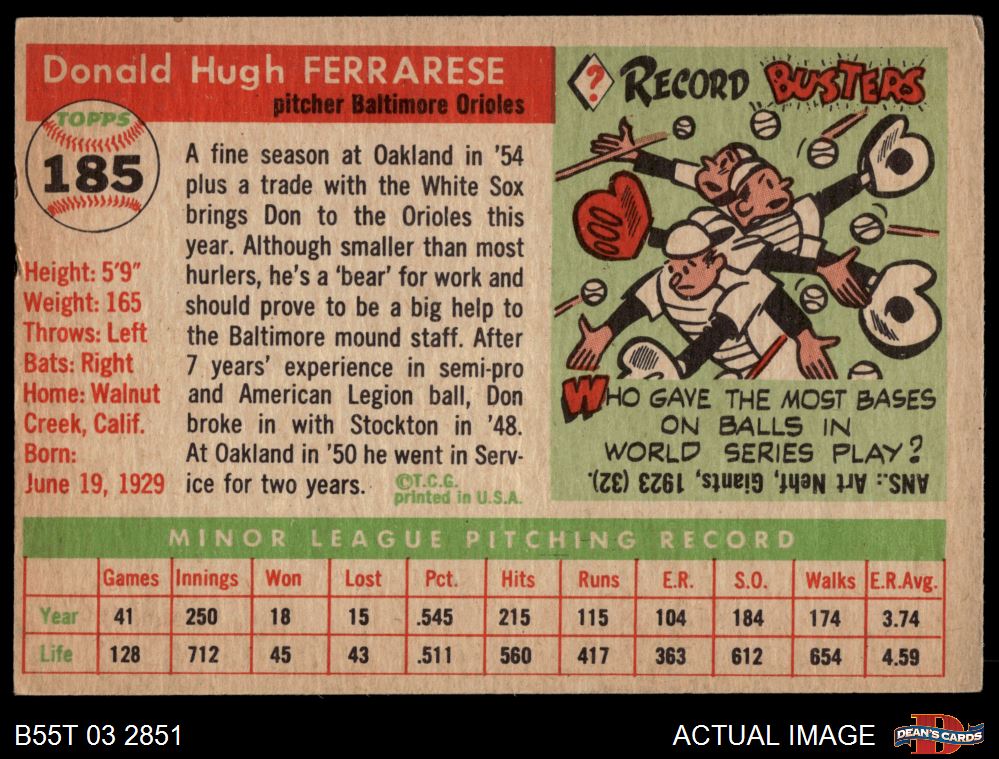 Donald Hugh FERRARESE
pitcher Baltimore Orioles
TOPPS
185
Height: 5'9"
Weight: 165
Throws: Left
Bats: Right
Home: Walnut
Creek, Calif.
Born:
June 19, 1929
A fine season at Oakland in '54
plus a trade with the White Sox
brings Don to the Orioles this
year. Although smaller than most
hurlers, he's a 'bear' for work and
should prove to be a big help to
the Baltimore mound staff. After
7 years' experience in semi-pro
and American Legion ball, Don
broke in with Stockton in '48.
At Oakland in '50 he went in Serv-
ice for two years.
©T.C.G.
printed in U.S.A.
? RECORD BUSTERS
WHO GAVE THE MOST BASES
ON BALLS IN
WORLD SERIES PLAY?
ANS.: Art Nehf, Giants, 1923 (32).
MINOR LEAGUE PITCHING RECORD
Games Innings Won Lost Pct. Hits Runs E.R. S.O. Walks E.R.Avg.
Year 41 250 18 15 .545 215 115 104 184 174 3.74
Life 128 712 45 43 .511 560 417 363 612 654 4.59
B55T 03 2851
ACTUAL IMAGE
DEAN'S CARDS